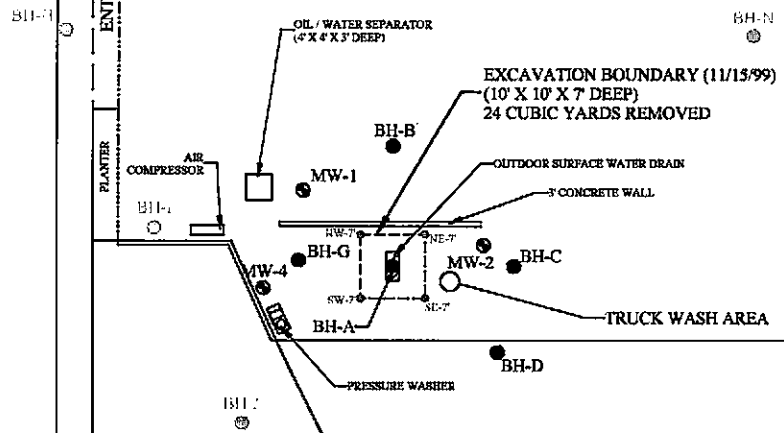 ENT
BH-N
OIL / WATER SEPARATOR
(4' X 4' X 3' DEEP)
EXCAVATION BOUNDARY (11/15/99)
(10' X 10' X 7' DEEP)
24 CUBIC YARDS REMOVED
BH-B
PLANTER
AIR
COMPRESSOR
MW-1
OUTDOOR SURFACE WATER DRAIN
3' CONCRETE WALL
NW-7'
NE-7'
BH-G
MW-2
BH-C
MW-4
SW-7'
SE-7'
BH-A
TRUCK WASH AREA
BH-D
PRESSURE WASHER